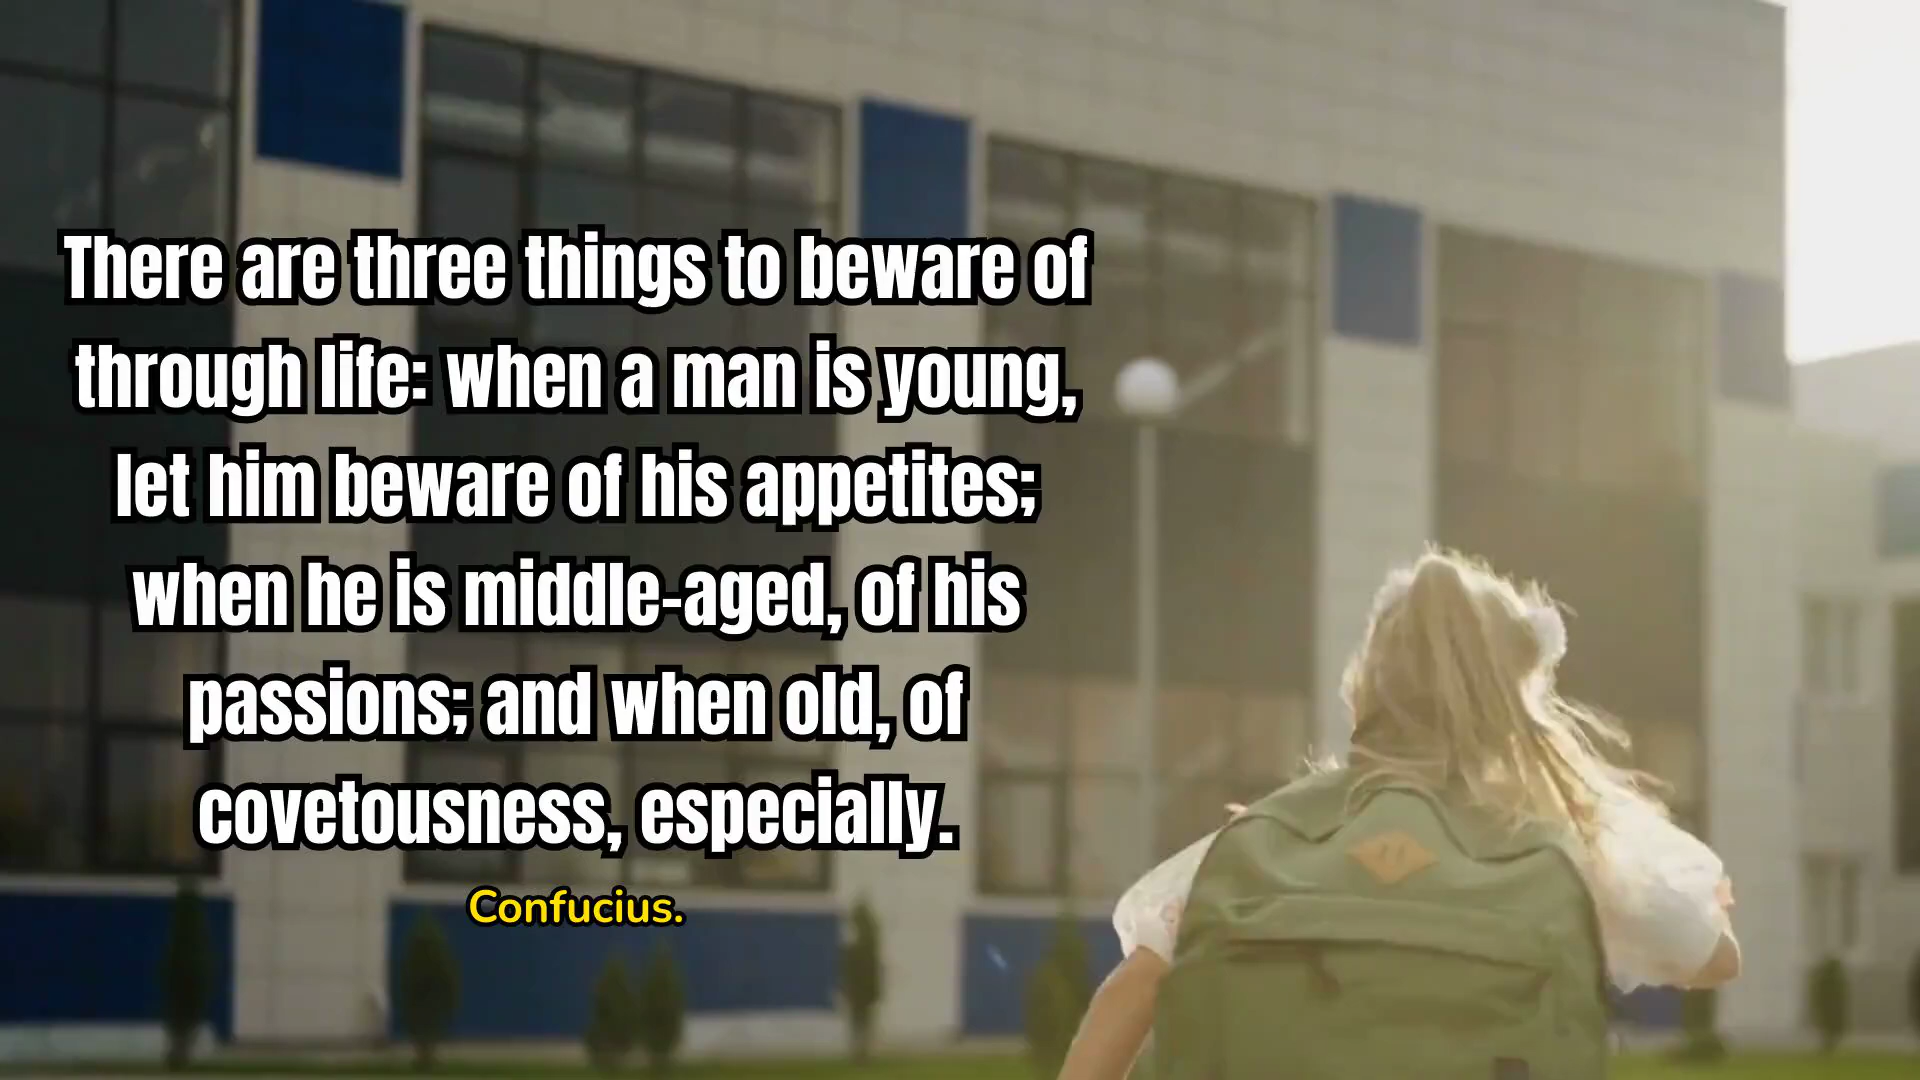 There are three things to beware of
through life: when a man is young,
let him beware of his appetites;
when he is middle-aged, of his
passions; and when old, of
covetousness, especially.
Confucius.